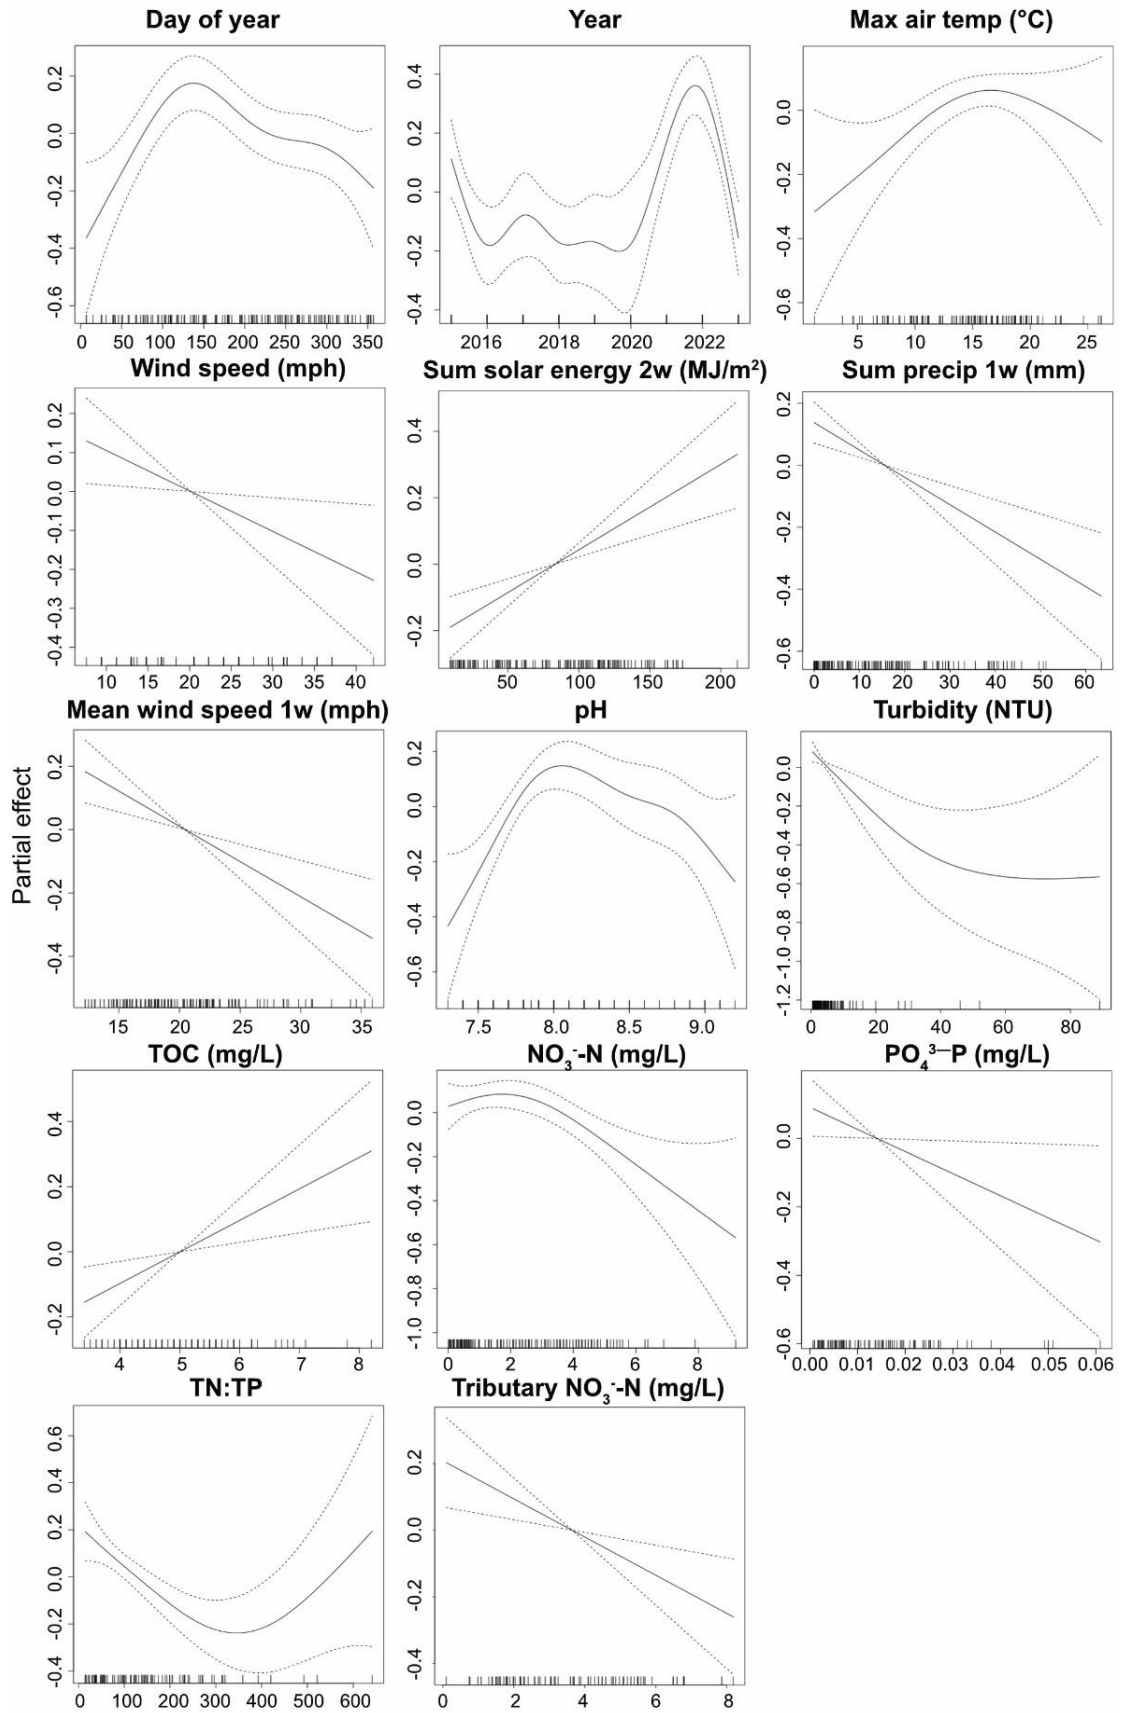 Day of year
Year
Max air temp (°C)
0.2
0.0
-0.2
-0.4
-0.6
0 50 100 150 200 250 300 350
0.4
0.2
0.0
-0.2
-0.4
2016 2018 2020 2022
0.0
-0.2
-0.4
-0.6
5 10 15 20 25
Wind speed (mph)
Sum solar energy 2w (MJ/m²)
Sum precip 1w (mm)
0.2
0.1
0.0
-0.1
-0.2
-0.3
-0.4
10 15 20 25 30 35 40
0.4
0.2
0.0
-0.2
50 100 150 200
0.2
0.0
-0.2
-0.4
-0.6
0 10 20 30 40 50 60
Mean wind speed 1w (mph)
pH
Turbidity (NTU)
Partial effect
0.2
0.0
-0.2
-0.4
15 20 25 30 35
0.2
0.0
-0.2
-0.4
-0.6
7.5 8.0 8.5 9.0
0.0
-0.2
-0.4
-0.6
-0.8
-1.0
-1.2
0 20 40 60 80
TOC (mg/L)
NO₃⁻-N (mg/L)
PO₄³⁻–P (mg/L)
0.4
0.2
0.0
-0.2
4 5 6 7 8
0.0
-0.2
-0.4
-0.6
-0.8
-1.0
0 2 4 6 8
0.0
-0.2
-0.4
-0.6
0.00 0.01 0.02 0.03 0.04 0.05 0.06
TN:TP
Tributary NO₃⁻-N (mg/L)
0.6
0.4
0.2
0.0
-0.2
-0.4
0 100 200 300 400 500 600
0.2
0.0
-0.2
-0.4
0 2 4 6 8